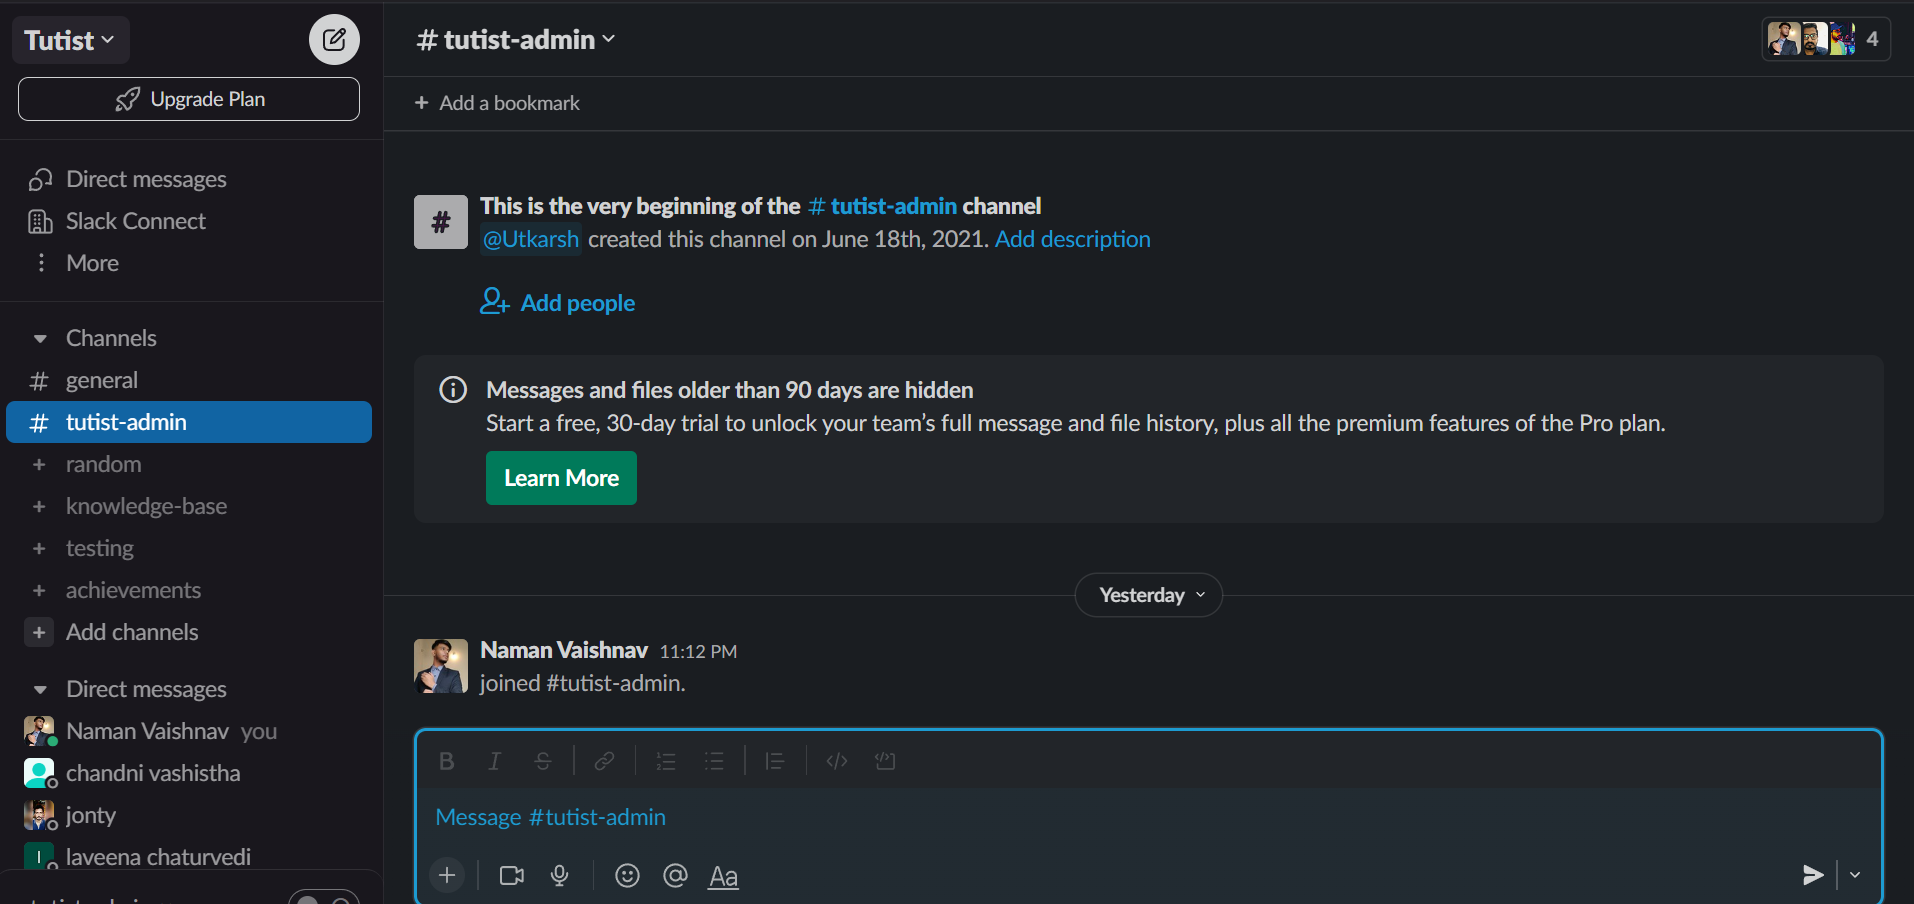 Tutist
Upgrade Plan
Direct messages
Slack Connect
More
Channels
# general
# tutist-admin
+ random
+ knowledge-base
+ testing
+ achievements
+ Add channels
Direct messages
Naman Vaishnav you
chandni vashistha
jonty
I laveena chaturvedi
# tutist-admin
4
+ Add a bookmark
#
This is the very beginning of the # tutist-admin channel
@Utkarsh created this channel on June 18th, 2021. Add description
Add people
Messages and files older than 90 days are hidden
Start a free, 30-day trial to unlock your team’s full message and file history, plus all the premium features of the Pro plan.
Learn More
Yesterday
Naman Vaishnav 11:12 PM
joined #tutist-admin.
B I S
Message #tutist-admin
+ @ Aa